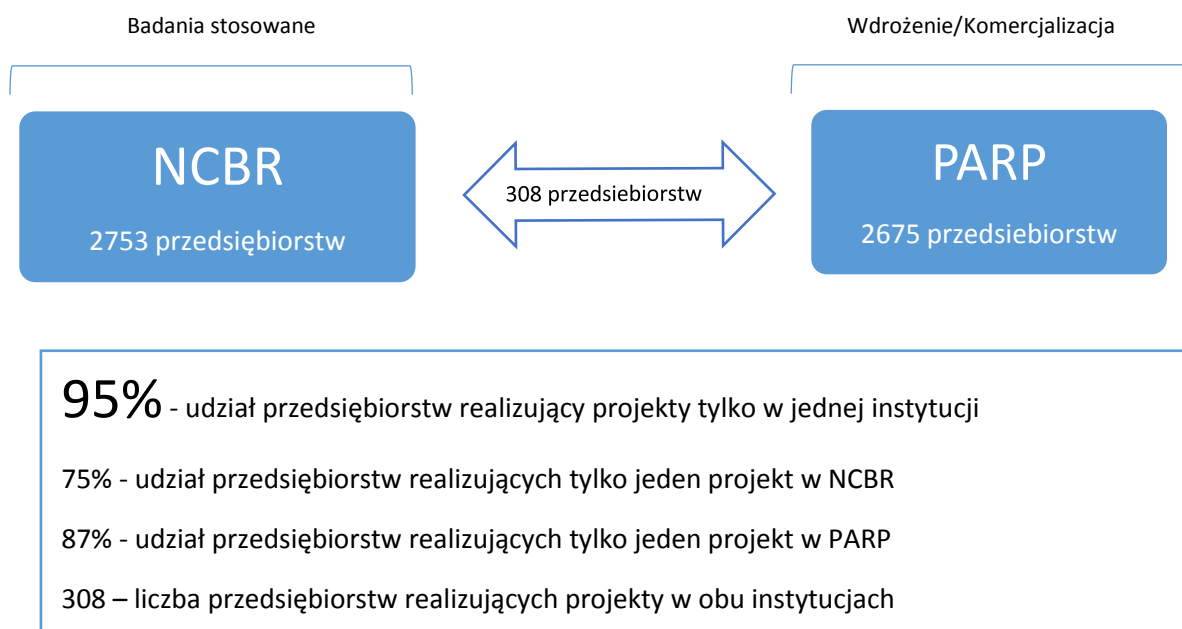 Badania stosowane
Wdrożenie/Komercjalizacja
NCBR
2753 przedsiębiorstw
308 przedsiebiorstw
PARP
2675 przedsiebiorstw
95% - udział przedsiębiorstw realizujący projekty tylko w jednej instytucji
75% - udział przedsiębiorstw realizujących tylko jeden projekt w NCBR
87% - udział przedsiębiorstw realizujących tylko jeden projekt w PARP
308 – liczba przedsiębiorstw realizujących projekty w obu instytucjach